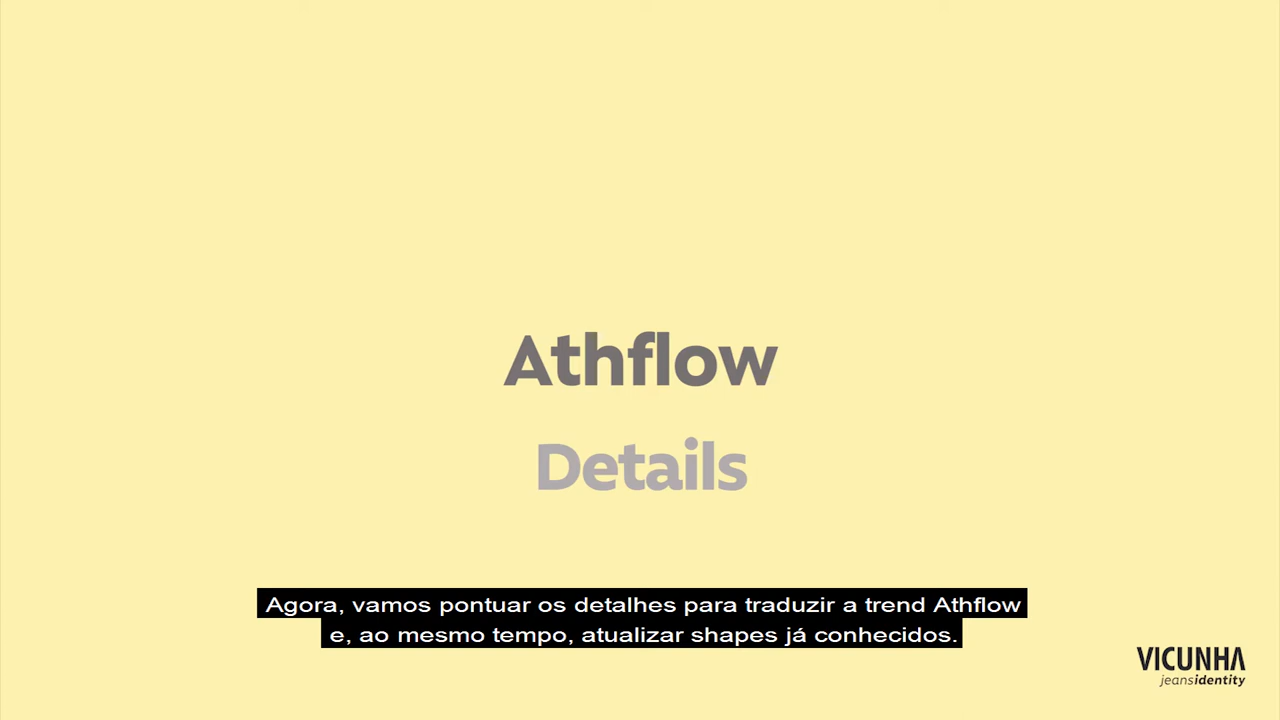 Athflow
Details
Agora, vamos pontuar os detalhes para traduzir a trend Athflow
e, ao mesmo tempo, atualizar shapes já conhecidos.
VICUNHA
jeansidentity